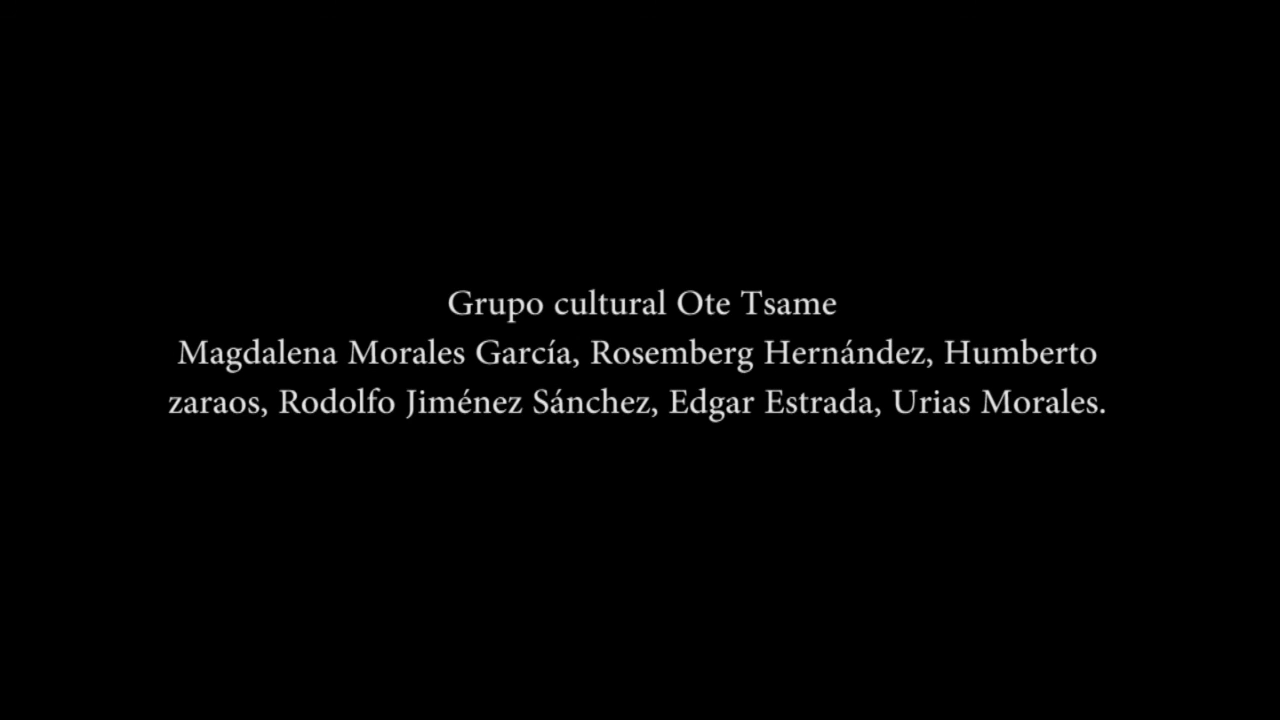 Grupo cultural Ote Tsame
Magdalena Morales García, Rosemberg Hernández, Humberto
zaraos, Rodolfo Jiménez Sánchez, Edgar Estrada, Urias Morales.